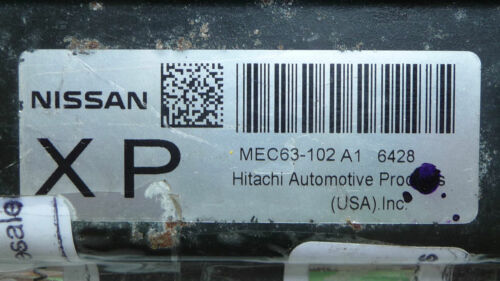 NISSAN
XP
MEC63-102 A1 6428
Hitachi Automotive Products
(USA).Inc.